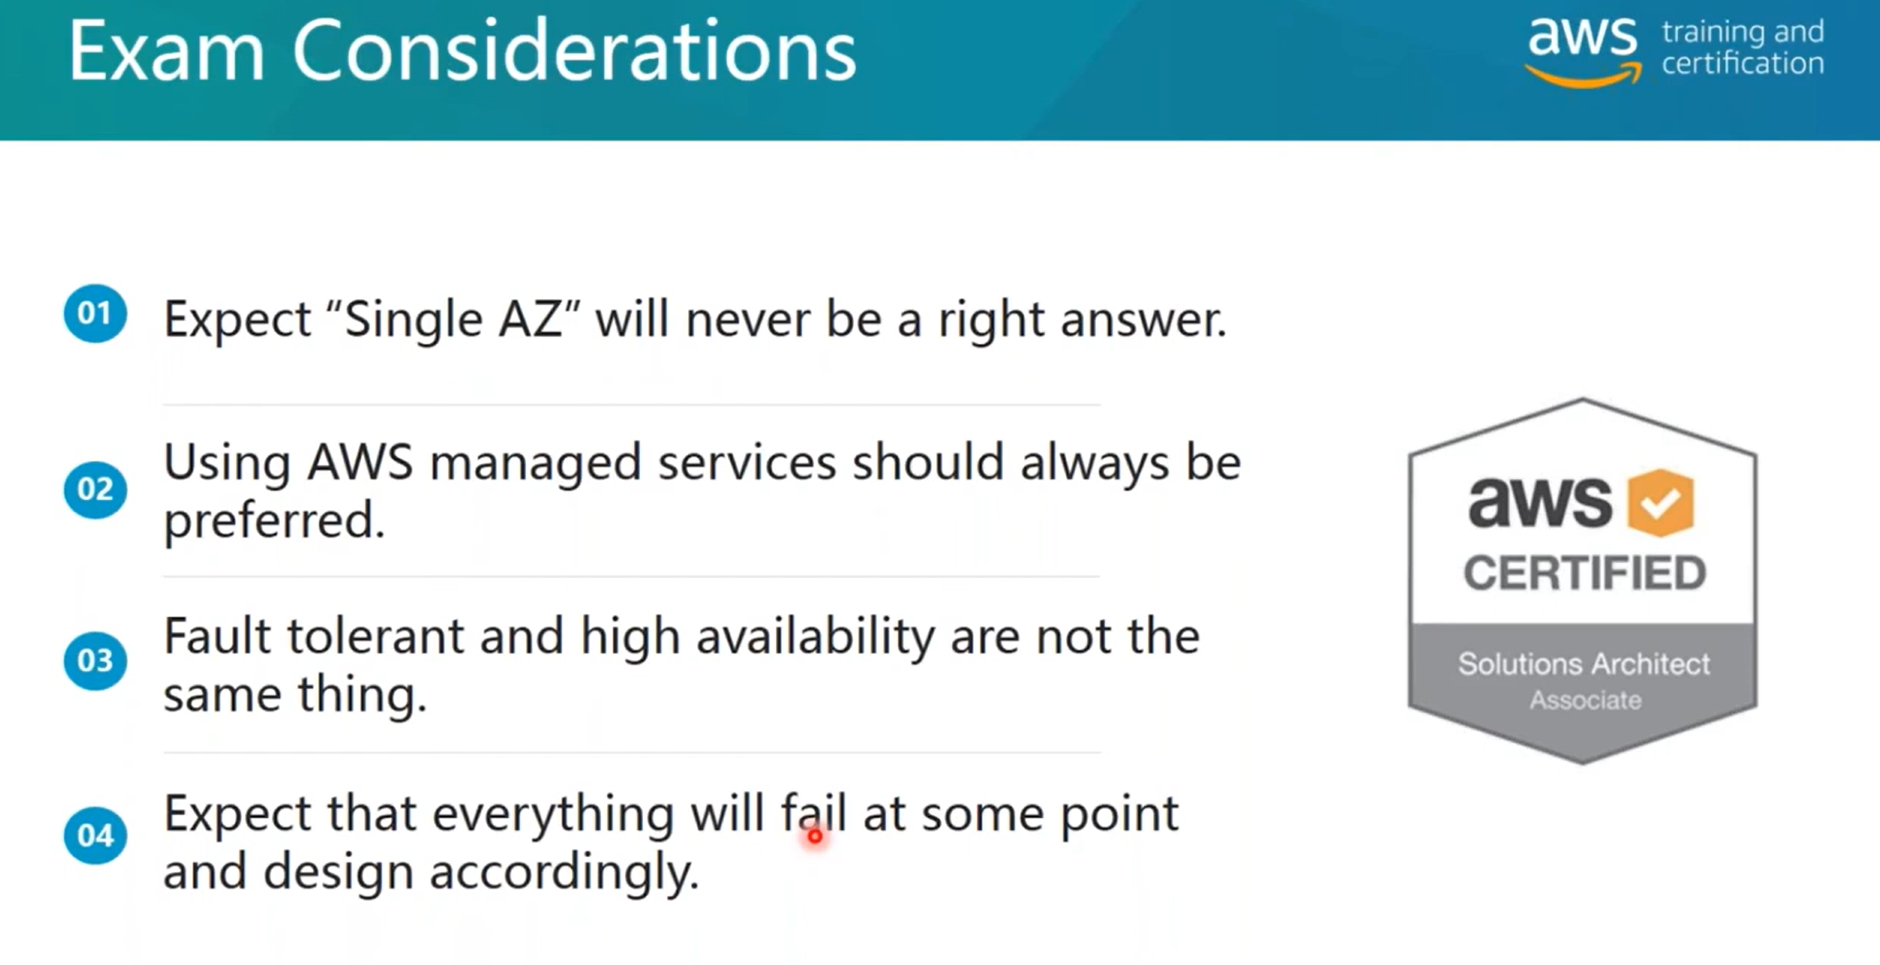 Exam Considerations
aws training and
certification
01 Expect “Single AZ” will never be a right answer.
02 Using AWS managed services should always be
preferred.
03 Fault tolerant and high availability are not the
same thing.
04 Expect that everything will fail at some point
and design accordingly.
aws
CERTIFIED
Solutions Architect
Associate